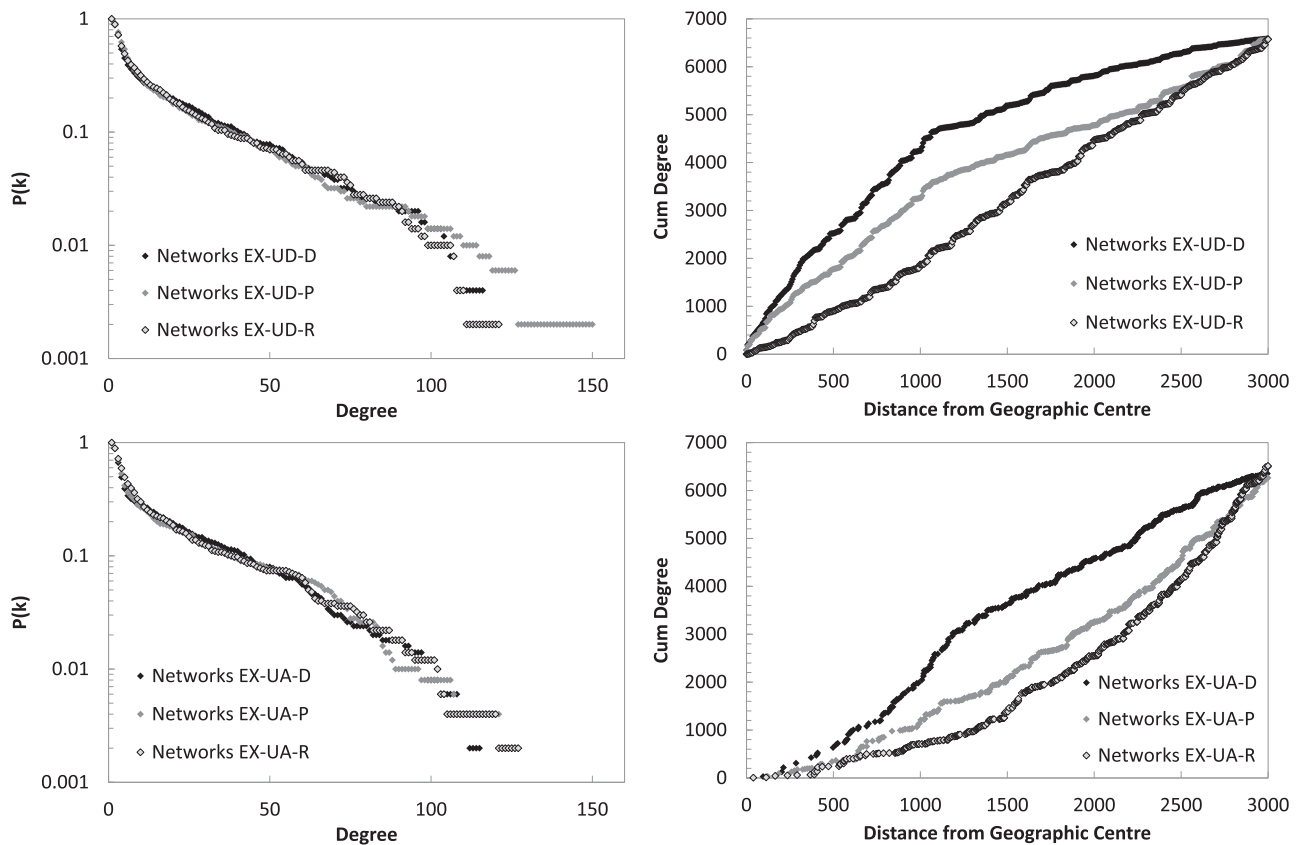 1
0.1
0.01
0.001
P(k)
Networks EX-UD-D
Networks EX-UD-P
Networks EX-UD-R
0 50 100 150
Degree
7000
6000
5000
4000
3000
2000
1000
0
Cum Degree
Networks EX-UD-D
Networks EX-UD-P
Networks EX-UD-R
0 500 1000 1500 2000 2500 3000
Distance from Geographic Centre
1
0.1
0.01
0.001
P(k)
Networks EX-UA-D
Networks EX-UA-P
Networks EX-UA-R
0 50 100 150
Degree
7000
6000
5000
4000
3000
2000
1000
0
Cum Degree
Networks EX-UA-D
Networks EX-UA-P
Networks EX-UA-R
0 500 1000 1500 2000 2500 3000
Distance from Geographic Centre